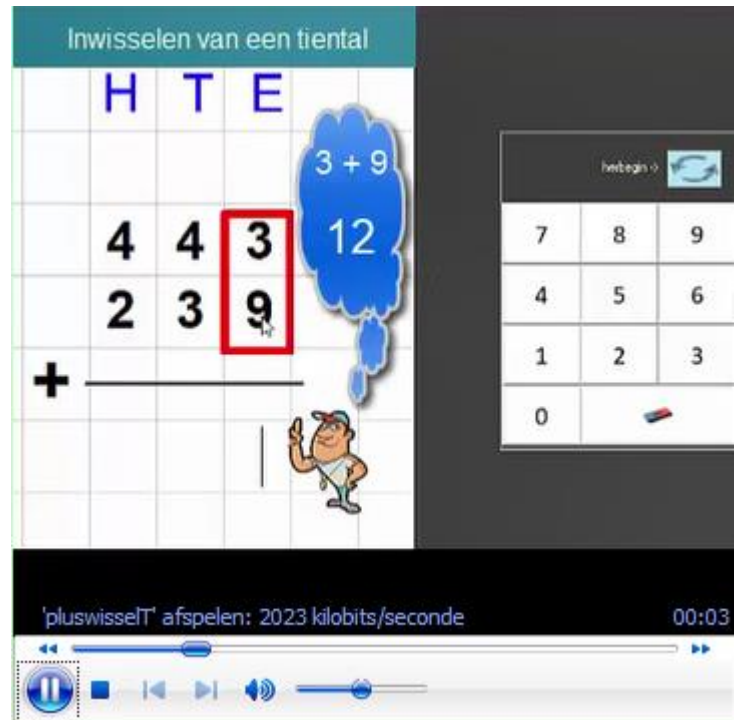 Inwisselen van een tiental
H T E
3 + 9
12
4 4 3
2 3 9
+
herbegin ->
7 8 9
4 5 6
1 2 3
0
'pluswisselT' afspelen: 2023 kilobits/seconde 00:03